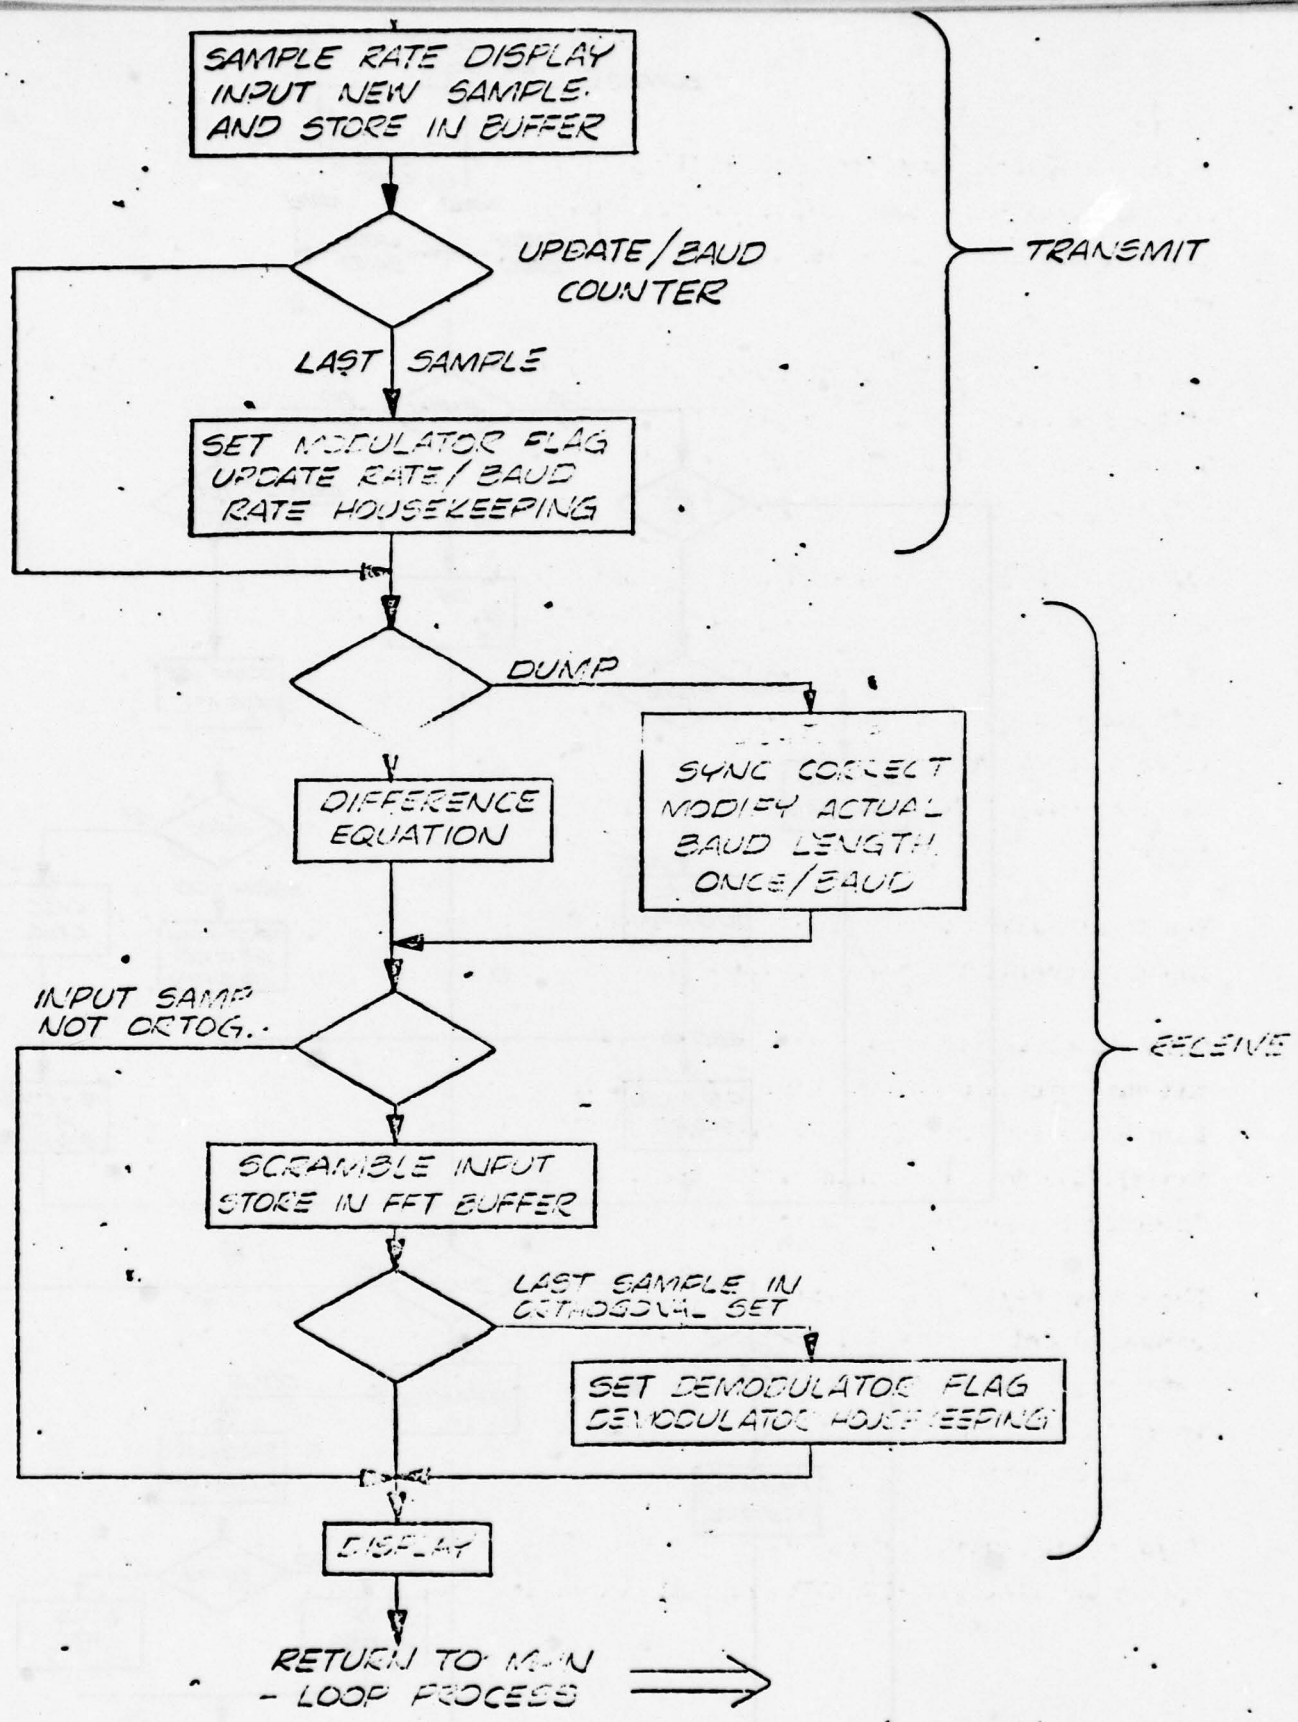 SAMPLE RATE DISPLAY
INPUT NEW SAMPLE.
AND STORE IN BUFFER
UPDATE/BAUD
COUNTER
TRANSMIT
LAST SAMPLE
SET MODULATOR FLAG
UPDATE RATE/BAUD
RATE HOUSEKEEPING
DUMP
SYNC CORRECT
MODIFY ACTUAL
BAUD LENGTH
ONCE/BAUD
DIFFERENCE
EQUATION
INPUT SAMP
NOT ORTOG.
RECEIVE
SCRAMBLE INPUT
STORE IN FFT BUFFER
LAST SAMPLE IN
ORTHOGONAL SET
SET DEMODULATOR FLAG
DEMODULATOR HOUSEKEEPING
DISPLAY
RETURN TO MAIN
- LOOP PROCESS